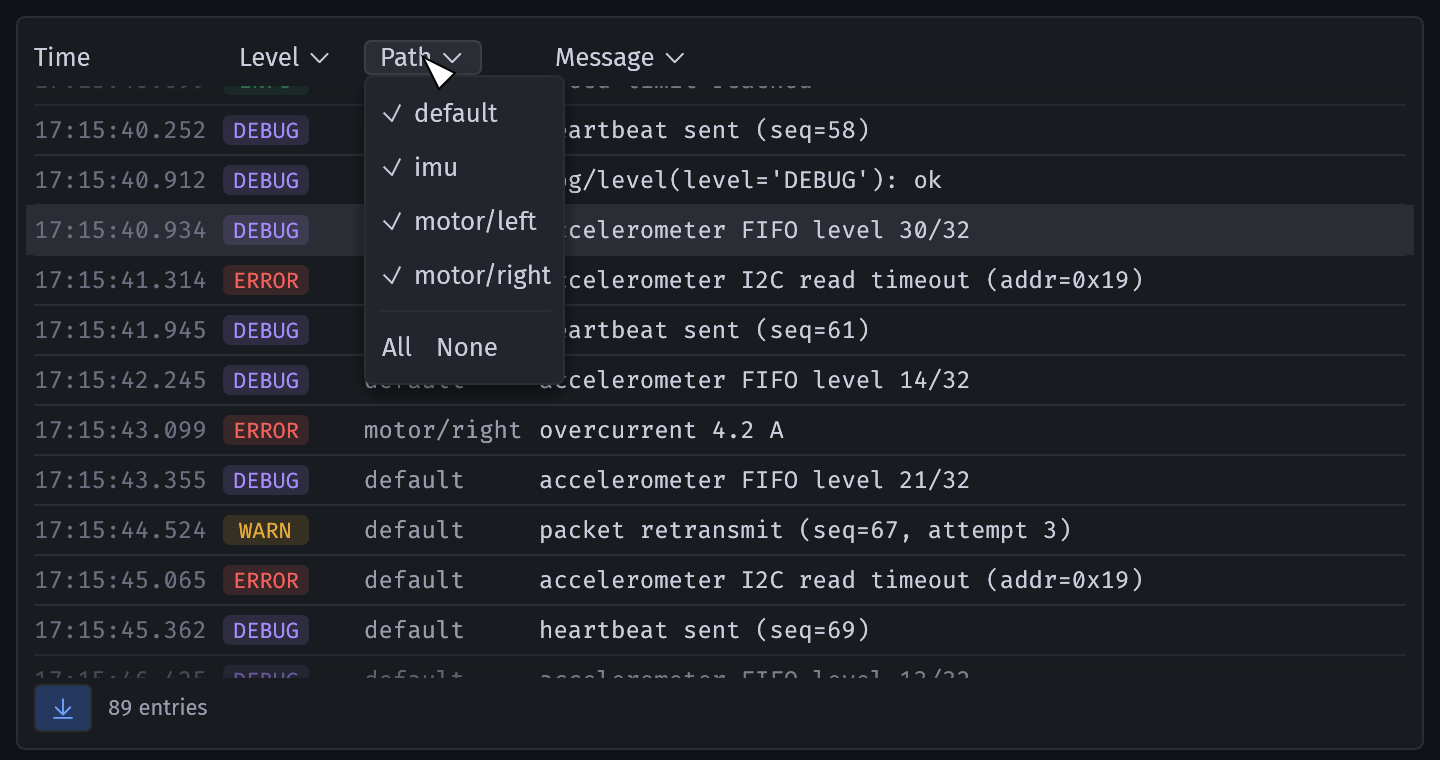 Time Level Path Message
17:15:40.252 DEBUG eartbeat sent (seq=58)
17:15:40.912 DEBUG og/level(level='DEBUG'): ok
17:15:40.934 DEBUG ccelerometer FIFO level 30/32
17:15:41.314 ERROR ccelerometer I2C read timeout (addr=0x19)
17:15:41.945 DEBUG eartbeat sent (seq=61)
17:15:42.245 DEBUG default accelerometer FIFO level 14/32
17:15:43.099 ERROR motor/right overcurrent 4.2 A
17:15:43.355 DEBUG default accelerometer FIFO level 21/32
17:15:44.524 WARN default packet retransmit (seq=67, attempt 3)
17:15:45.065 ERROR default accelerometer I2C read timeout (addr=0x19)
17:15:45.362 DEBUG default heartbeat sent (seq=69)
DEBUG default accelerometer FIFO level
default
imu
motor/left
motor/right
All None
89 entries